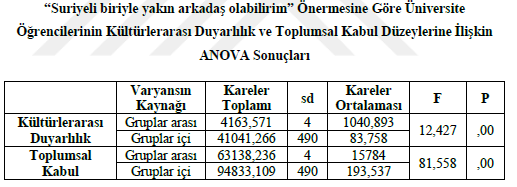 “Suriyeli biriyle yakın arkadaş olabilirim” Önermesine Göre Üniversite
Öğrencilerinin Kültürlerarası Duyarlılık ve Toplumsal Kabul Düzeylerine İlişkin
ANOVA Sonuçları
Varyansın Kaynağı Kareler Toplamı sd Kareler Ortalaması F P
Kültürlerarası Duyarlılık Gruplar arası 4163,571 4 1040,893 12,427 ,00
Gruplar içi 41041,266 490 83,758
Toplumsal Kabul Gruplar arası 63138,236 4 15784 81,558 ,00
Gruplar içi 94833,109 490 193,537